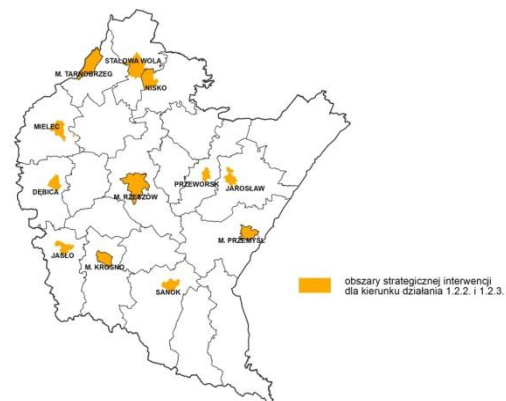 STALOWA WOLA
M. TARNOBRZEG
NISKO
MIELEC
DĘBICA
M. RZESZÓW
PRZEWORSK
JAROSŁAW
M. PRZEMYŚL
JASŁO
M. KROSNO
SANOK
obszary strategicznej interwencji
dla kierunku działania 1.2.2. i 1.2.3.